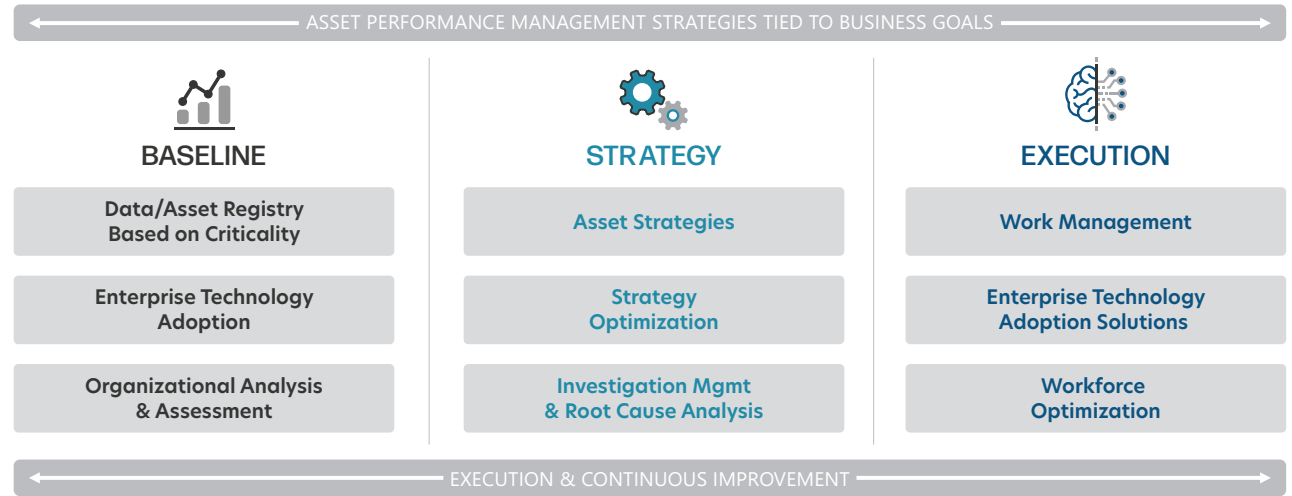 ASSET PERFORMANCE MANAGEMENT STRATEGIES TIED TO BUSINESS GOALS
BASELINE
Data/Asset Registry
Based on Criticality
Enterprise Technology
Adoption
Organizational Analysis
& Assessment
STRATEGY
Asset Strategies
Strategy
Optimization
Investigation Mgmt
& Root Cause Analysis
EXECUTION
Work Management
Enterprise Technology
Adoption Solutions
Workforce
Optimization
EXECUTION & CONTINUOUS IMPROVEMENT